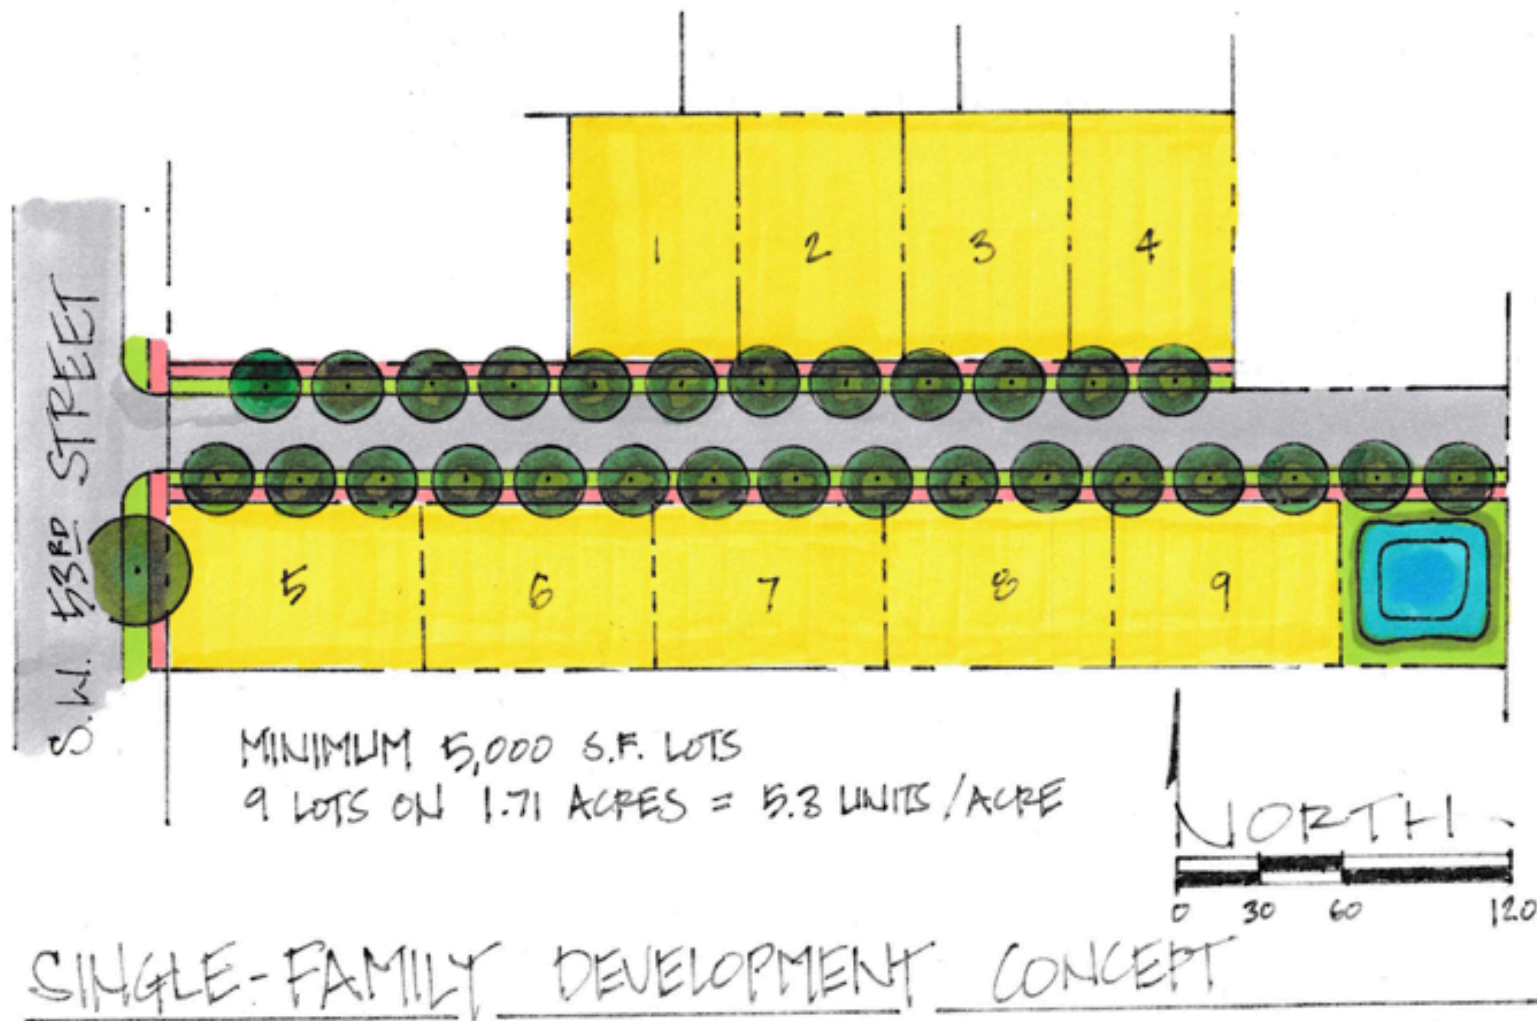 1 2 3 4
S.W. 53RD STREET
5 6 7 8 9
MINIMUM 5,000 S.F. LOTS
9 LOTS ON 1.71 ACRES = 5.3 UNITS/ACRE
NORTH
0 30 60 120
SINGLE-FAMILY DEVELOPMENT CONCEPT